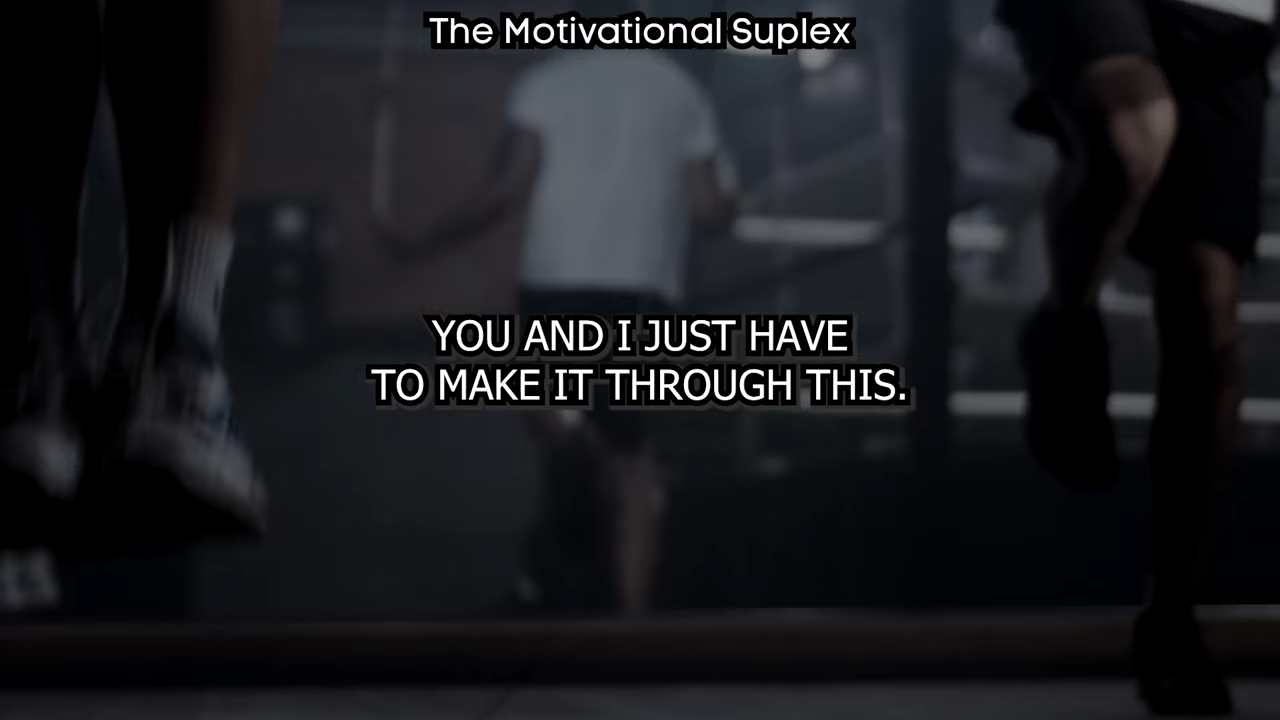 The Motivational Suplex
YOU AND I JUST HAVE
TO MAKE IT THROUGH THIS.